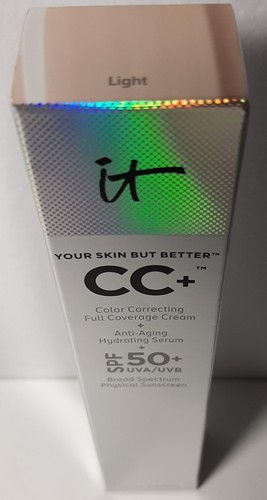 Light
it
YOUR SKIN BUT BETTER™
CC+™
Color Correcting
Full Coverage Cream
+
Anti-Aging
Hydrating Serum
+
SPF 50+
UVA/UVB
Broad Spectrum
Physical Sunscreen